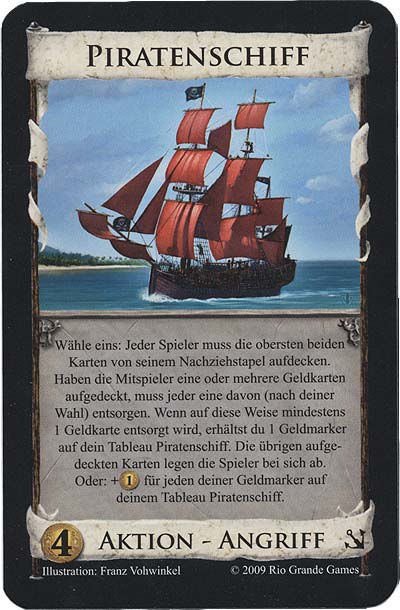 PIRATENSCHIFF
Wähle eins: Jeder Spieler muss die obersten beiden
Karten von seinem Nachziehstapel aufdecken.
Haben die Mitspieler eine oder mehrere Geldkarten
aufgedeckt, muss jeder eine davon (nach deiner
Wahl) entsorgen. Wenn auf diese Weise mindestens
1 Geldkarte entsorgt wird, erhältst du 1 Geldmarker
auf dein Tableau Piratenschiff. Die übrigen aufge-
deckten Karten legen die Spieler bei sich ab.
Oder: + 1 für jeden deiner Geldmarker auf
deinem Tableau Piratenschiff.
4 AKTION - ANGRIFF
Illustration: Franz Vohwinkel © 2009 Rio Grande Games